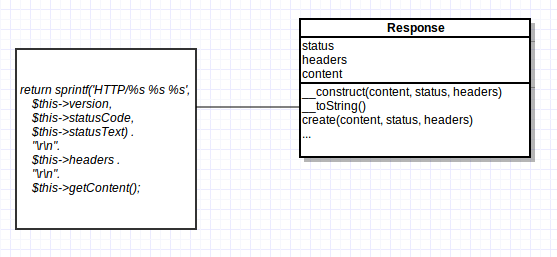 return sprintf('HTTP/%s %s %s',
$this->version,
$this->statusCode,
$this->statusText) .
"\r\n".
$this->headers .
"\r\n".
$this->getContent();
Response
status
headers
content
__construct(content, status, headers)
__toString()
create(content, status, headers)
...